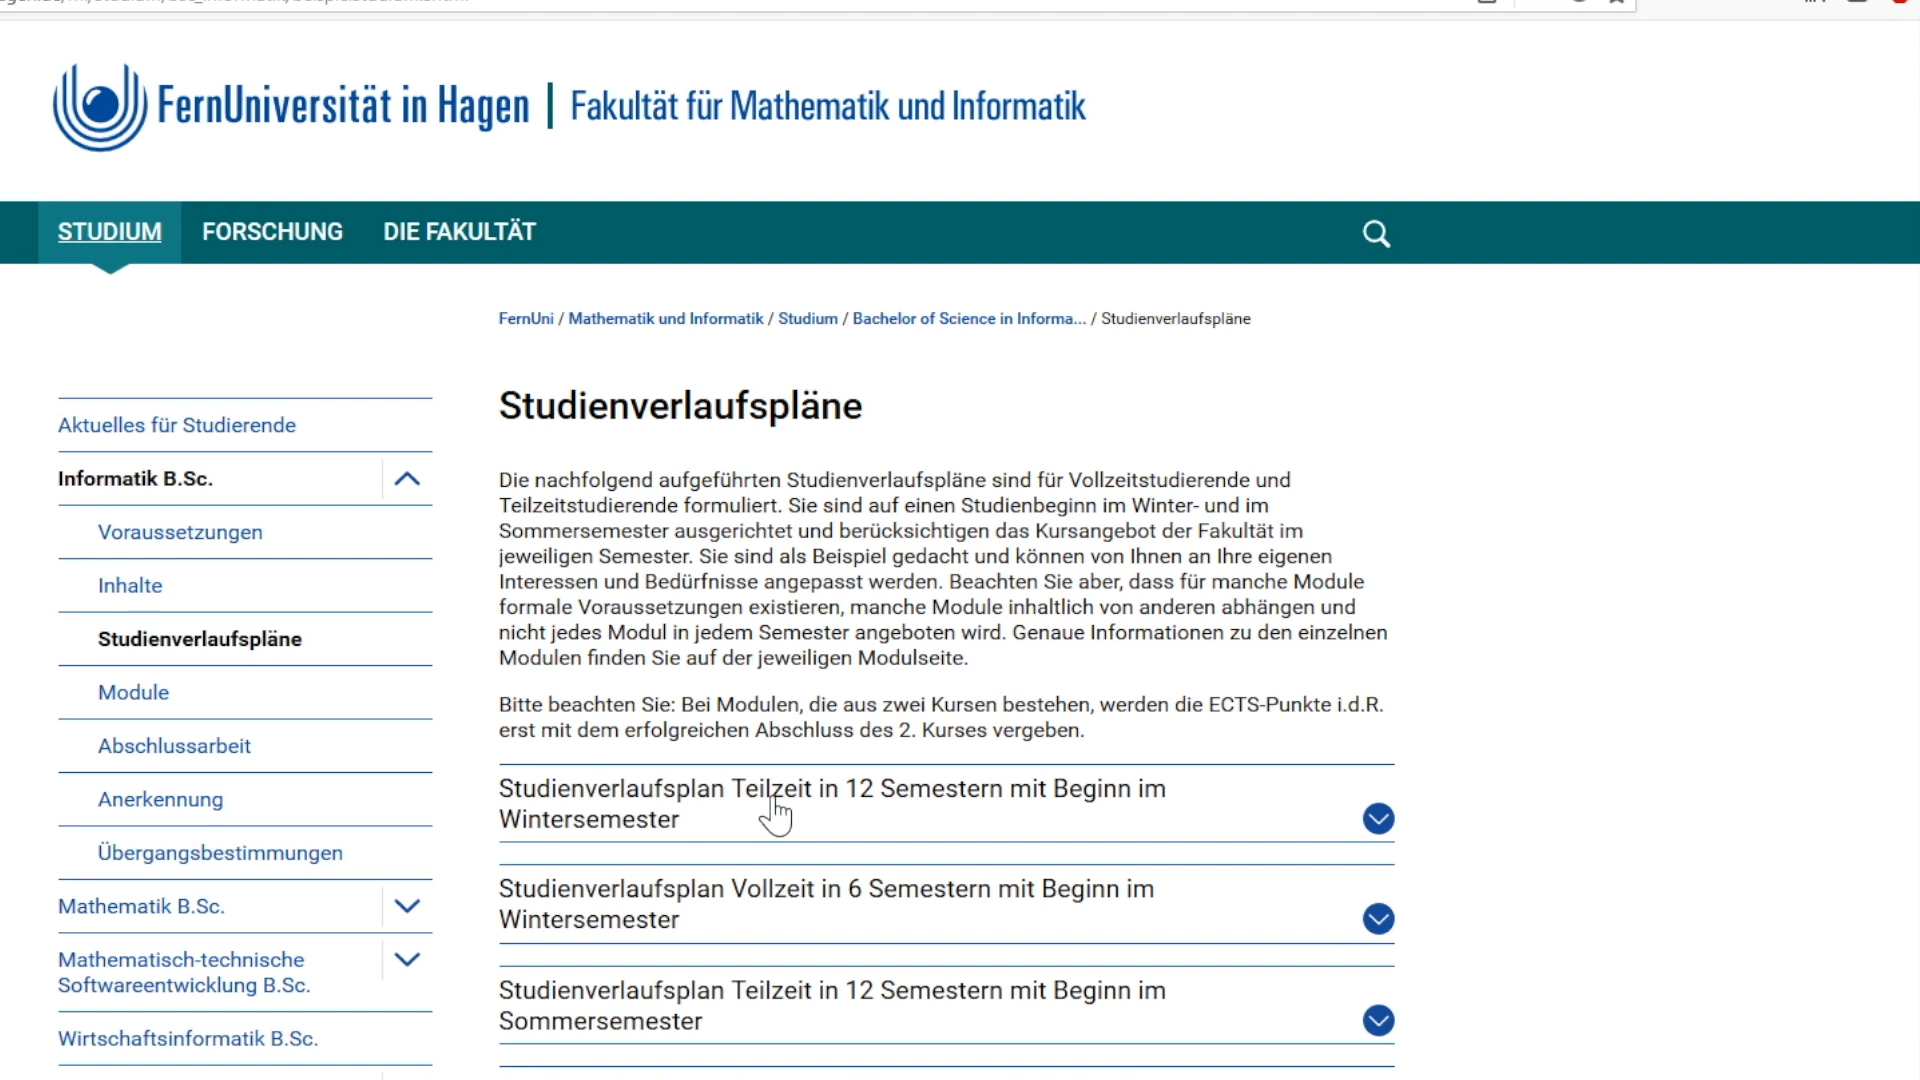 FernUniversität in Hagen | Fakultät für Mathematik und Informatik
STUDIUM FORSCHUNG DIE FAKULTÄT
FernUni / Mathematik und Informatik / Studium / Bachelor of Science in Informa... / Studienverlaufspläne
Aktuelles für Studierende
Informatik B.Sc.
Voraussetzungen
Inhalte
Studienverlaufspläne
Module
Abschlussarbeit
Anerkennung
Übergangsbestimmungen
Mathematik B.Sc.
Mathematisch-technische
Softwareentwicklung B.Sc.
Wirtschaftsinformatik B.Sc.
Studienverlaufspläne
Die nachfolgend aufgeführten Studienverlaufspläne sind für Vollzeitstudierende und
Teilzeitstudierende formuliert. Sie sind auf einen Studienbeginn im Winter- und im
Sommersemester ausgerichtet und berücksichtigen das Kursangebot der Fakultät im
jeweiligen Semester. Sie sind als Beispiel gedacht und können von Ihnen an Ihre eigenen
Interessen und Bedürfnisse angepasst werden. Beachten Sie aber, dass für manche Module
formale Voraussetzungen existieren, manche Module inhaltlich von anderen abhängen und
nicht jedes Modul in jedem Semester angeboten wird. Genaue Informationen zu den einzelnen
Modulen finden Sie auf der jeweiligen Modulseite.
Bitte beachten Sie: Bei Modulen, die aus zwei Kursen bestehen, werden die ECTS-Punkte i.d.R.
erst mit dem erfolgreichen Abschluss des 2. Kurses vergeben.
Studienverlaufsplan Teilzeit in 12 Semestern mit Beginn im
Wintersemester
Studienverlaufsplan Vollzeit in 6 Semestern mit Beginn im
Wintersemester
Studienverlaufsplan Teilzeit in 12 Semestern mit Beginn im
Sommersemester